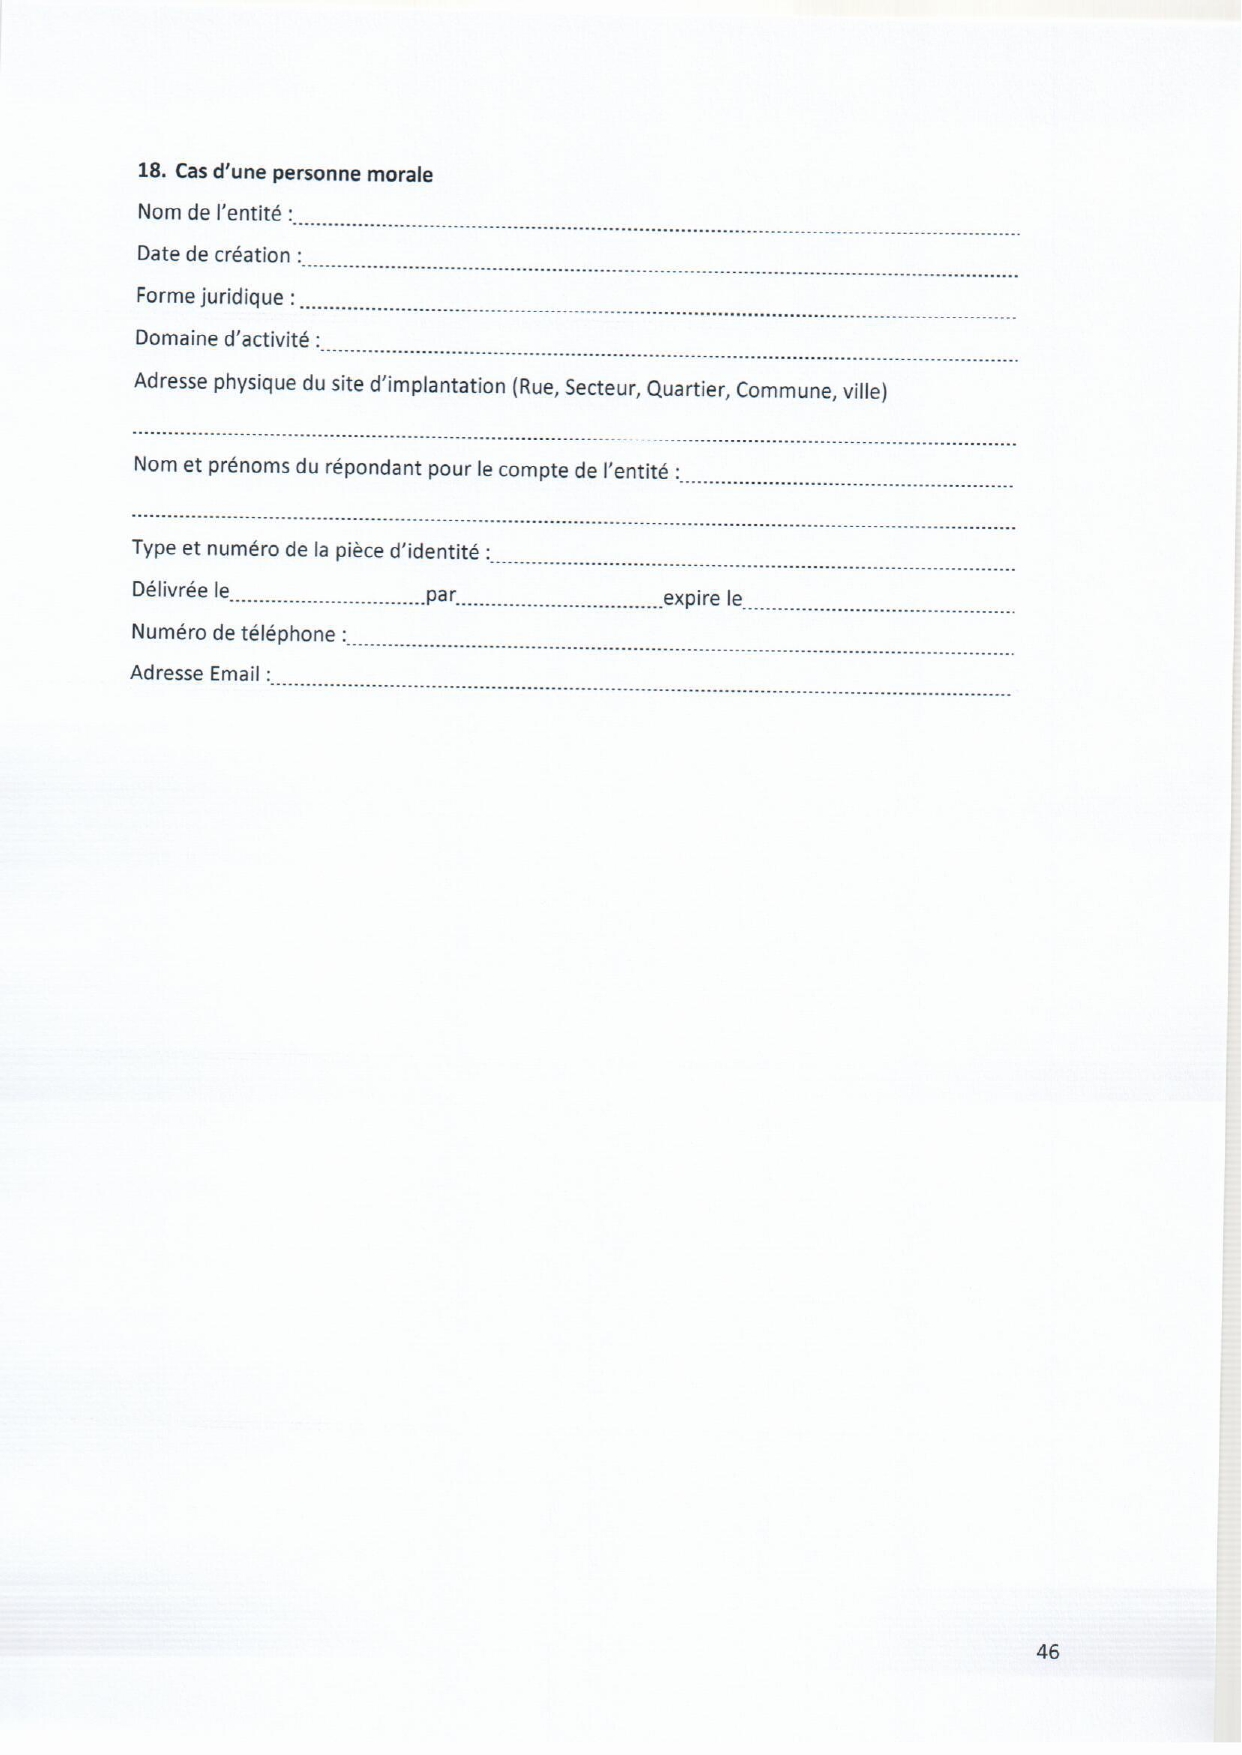 18. Cas d'une personne morale
Nom de l'entité :
Date de création :
Forme juridique :
Domaine d'activité :
Adresse physique du site d'implantation (Rue, Secteur, Quartier, Commune, ville)
Nom et prénoms du répondant pour le compte de l'entité :
Type et numéro de la pièce d'identité :
Délivrée le par expire le
Numéro de téléphone :
Adresse Email :
46